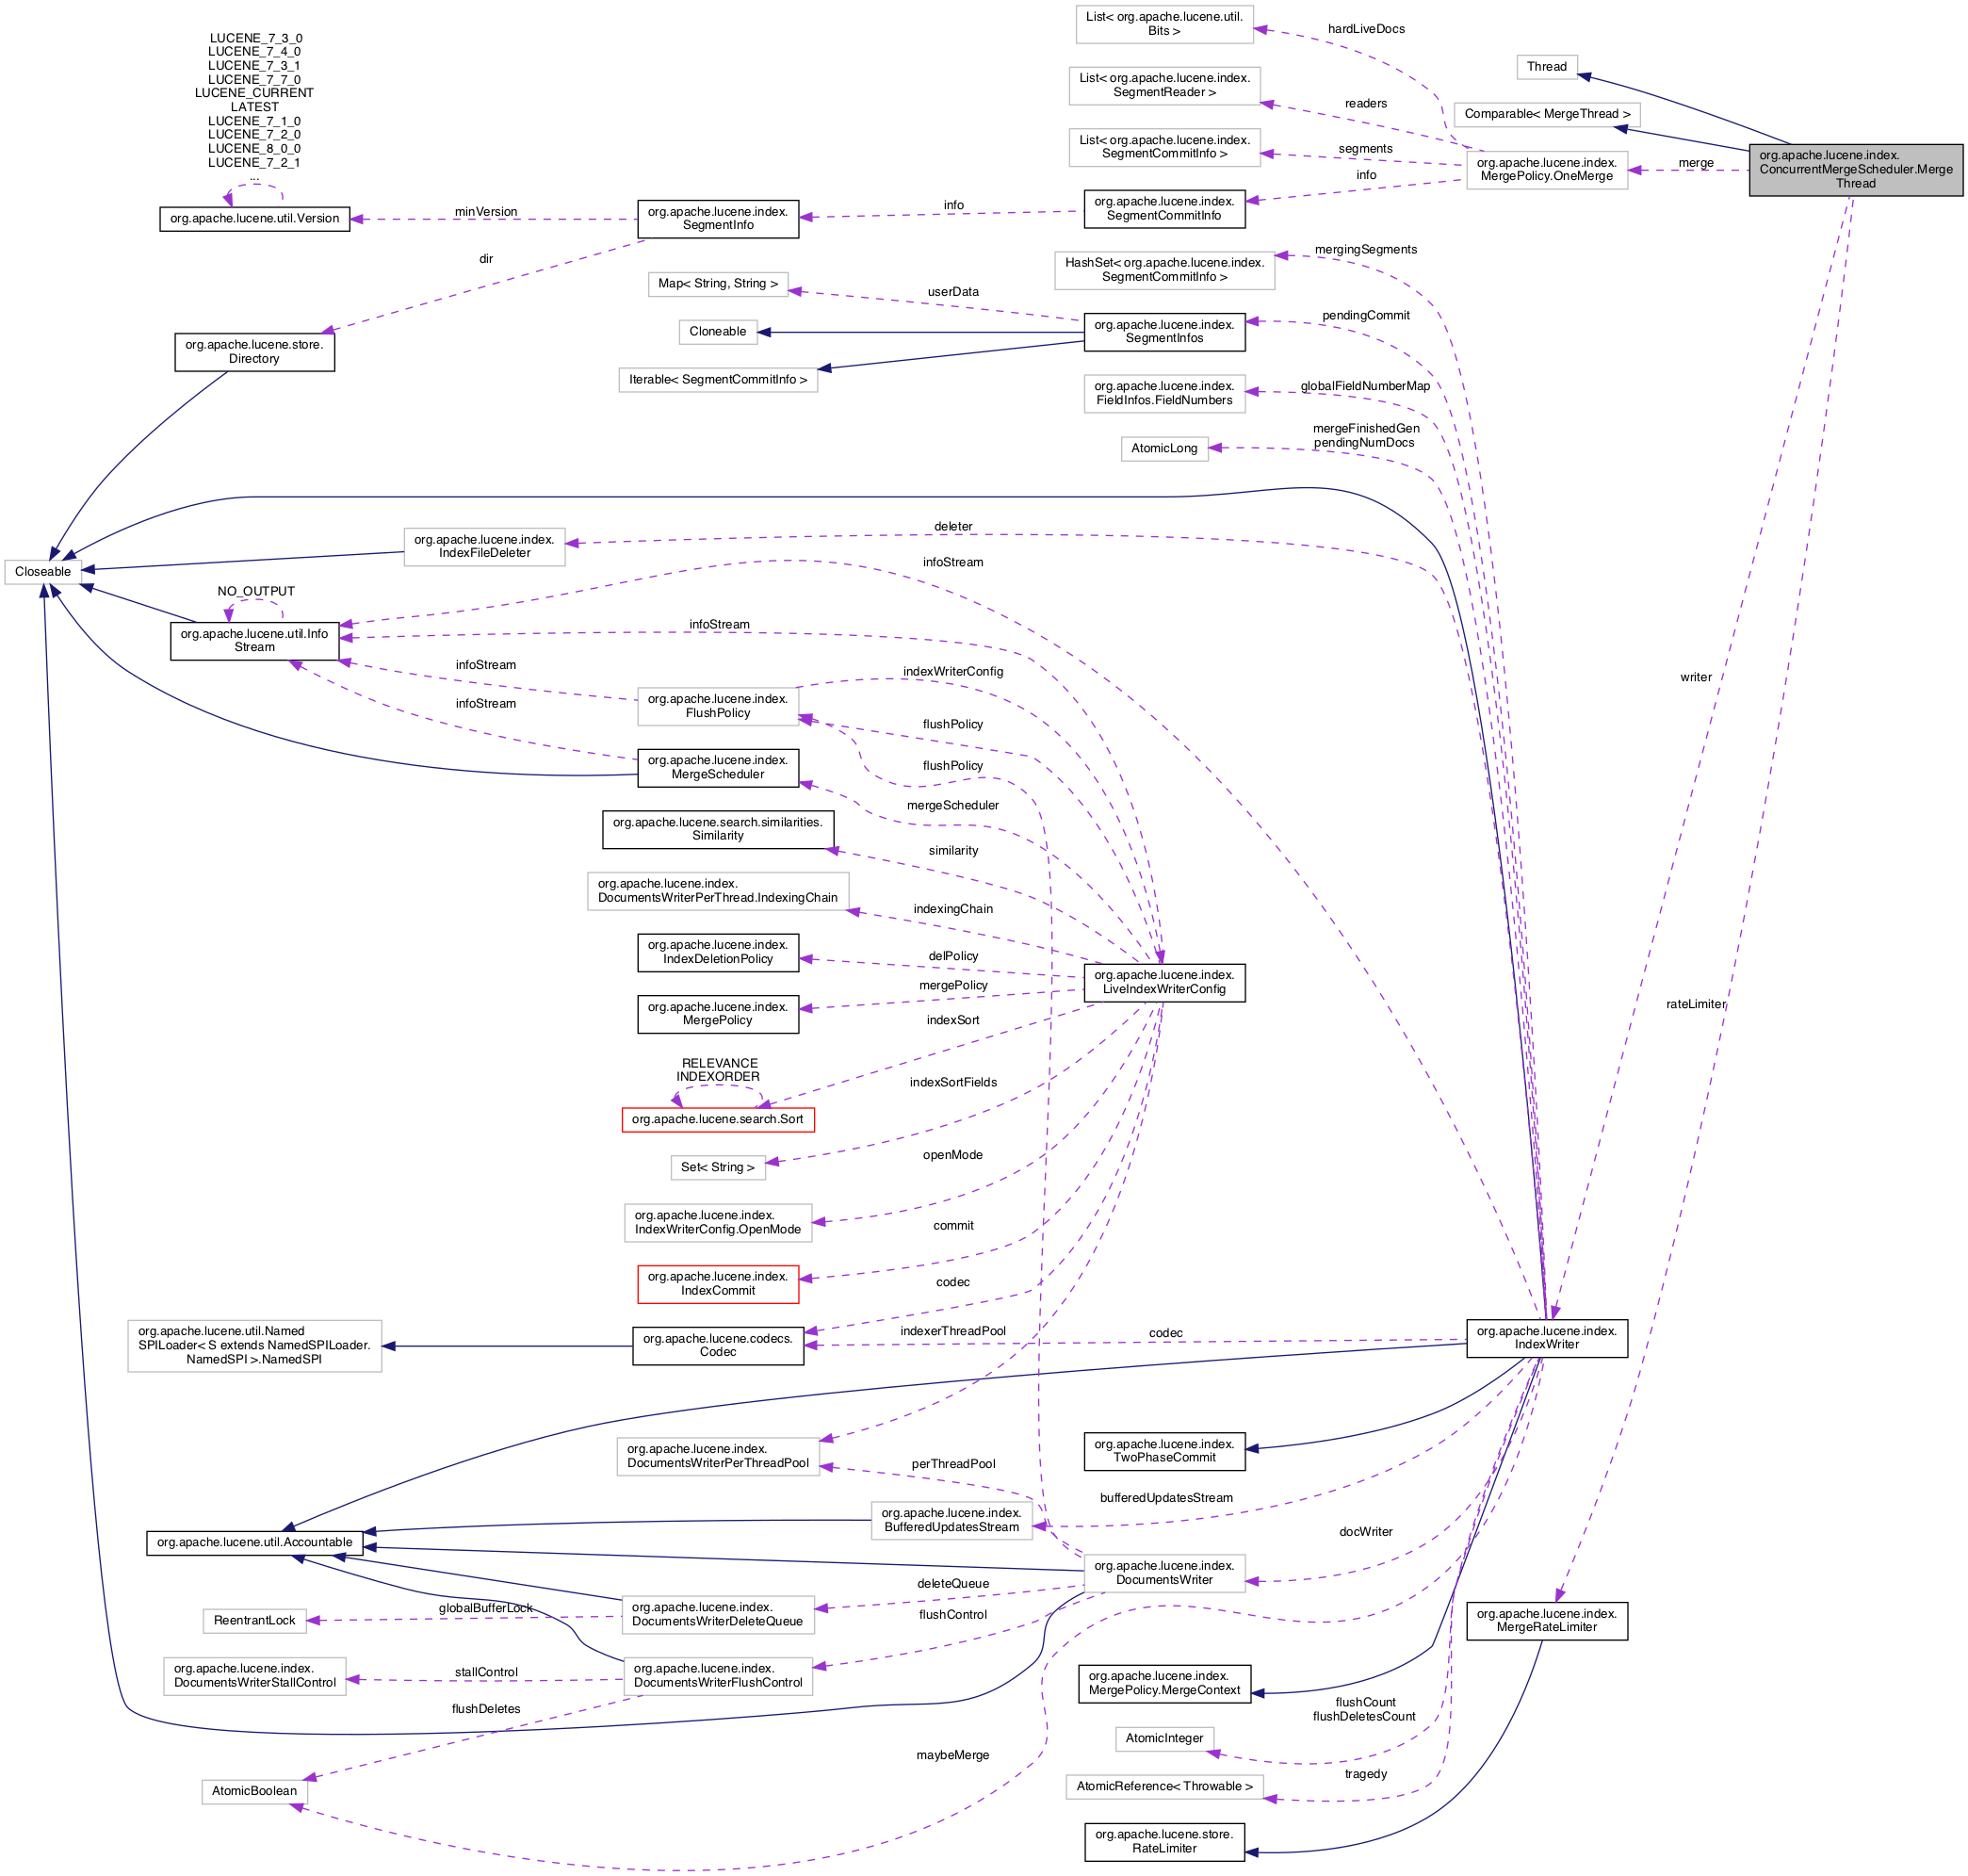 List< org.apache.lucene.util.
Bits >
hardLiveDocs
LUCENE_7_3_0
LUCENE_7_4_0
LUCENE_7_3_1
LUCENE_7_7_0
LUCENE_CURRENT
LATEST
LUCENE_7_1_0
LUCENE_7_2_0
LUCENE_8_0_0
LUCENE_7_2_1
...
Thread
List< org.apache.lucene.index.
SegmentReader >
readers
Comparable< MergeThread >
List< org.apache.lucene.index.
SegmentCommitInfo >
segments
org.apache.lucene.index.
MergePolicy.OneMerge
merge
org.apache.lucene.index.
ConcurrentMergeScheduler.Merge
Thread
info
org.apache.lucene.util.Version
minVersion
org.apache.lucene.index.
SegmentInfo
info
org.apache.lucene.index.
SegmentCommitInfo
dir
mergingSegments
HashSet< org.apache.lucene.index.
SegmentCommitInfo >
Map< String, String >
userData
pendingCommit
Cloneable
org.apache.lucene.index.
SegmentInfos
org.apache.lucene.store.
Directory
Iterable< SegmentCommitInfo >
org.apache.lucene.index.
FieldInfos.FieldNumbers
globalFieldNumberMap
AtomicLong
mergeFinishedGen
pendingNumDocs
deleter
org.apache.lucene.index.
IndexFileDeleter
Closeable
infoStream
NO_OUTPUT
org.apache.lucene.util.Info
Stream
infoStream
infoStream
indexWriterConfig
writer
org.apache.lucene.index.
FlushPolicy
infoStream
flushPolicy
org.apache.lucene.index.
MergeScheduler
flushPolicy
mergeScheduler
org.apache.lucene.search.similarities.
Similarity
similarity
org.apache.lucene.index.
DocumentsWriterPerThread.IndexingChain
indexingChain
org.apache.lucene.index.
IndexDeletionPolicy
delPolicy
org.apache.lucene.index.
LiveIndexWriterConfig
mergePolicy
org.apache.lucene.index.
MergePolicy
rateLimiter
indexSort
RELEVANCE
INDEXORDER
org.apache.lucene.search.Sort
indexSortFields
Set< String >
openMode
org.apache.lucene.index.
IndexWriterConfig.OpenMode
commit
org.apache.lucene.index.
IndexCommit
codec
org.apache.lucene.util.Named
SPILoader< S extends NamedSPILoader.
NamedSPI >.NamedSPI
org.apache.lucene.codecs.
Codec
indexerThreadPool
codec
org.apache.lucene.index.
IndexWriter
org.apache.lucene.index.
DocumentsWriterPerThreadPool
perThreadPool
org.apache.lucene.index.
TwoPhaseCommit
bufferedUpdatesStream
org.apache.lucene.index.
BufferedUpdatesStream
org.apache.lucene.util.Accountable
docWriter
org.apache.lucene.index.
DocumentsWriter
deleteQueue
ReentrantLock
globalBufferLock
org.apache.lucene.index.
DocumentsWriterDeleteQueue
flushControl
org.apache.lucene.index.
MergeRateLimiter
org.apache.lucene.index.
DocumentsWriterStallControl
stallControl
org.apache.lucene.index.
DocumentsWriterFlushControl
org.apache.lucene.index.
MergePolicy.MergeContext
flushDeletes
flushCount
flushDeletesCount
AtomicInteger
maybeMerge
AtomicBoolean
AtomicReference< Throwable >
tragedy
org.apache.lucene.store.
RateLimiter